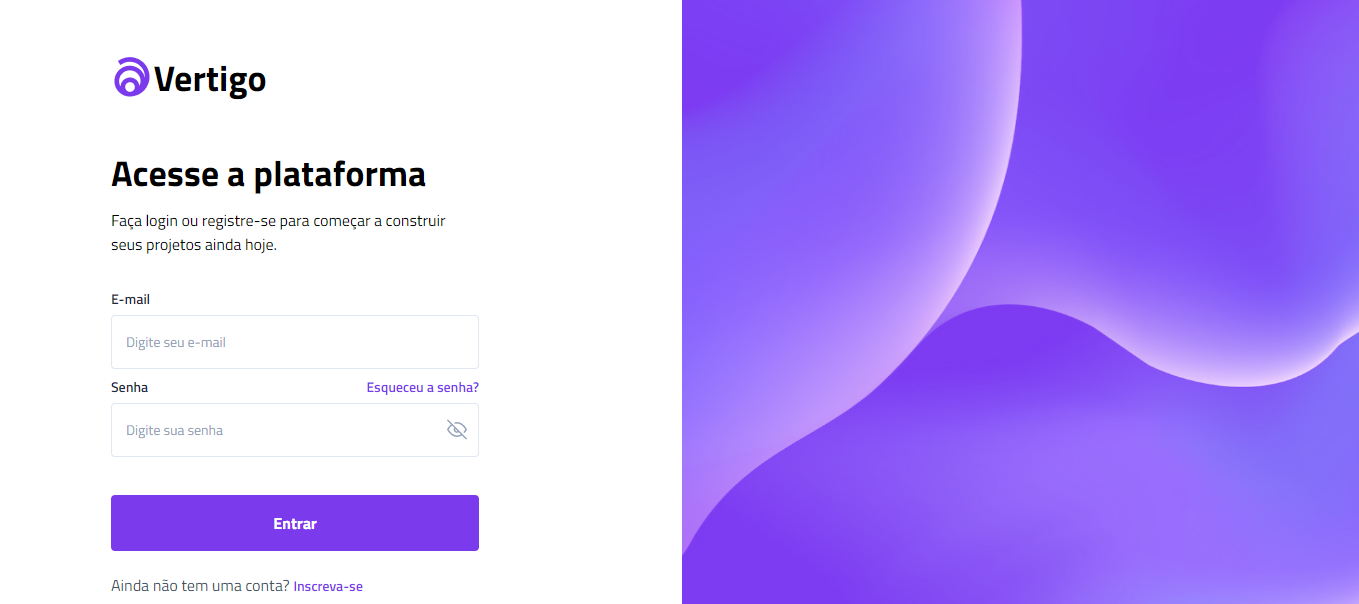 Vertigo
Acesse a plataforma
Faça login ou registre-se para começar a construir
seus projetos ainda hoje.
E-mail
Digite seu e-mail
Senha Esqueceu a senha?
Digite sua senha
Entrar
Ainda não tem uma conta? Inscreva-se